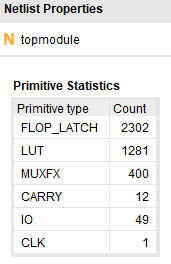 Netlist Properties
N topmodule
Primitive Statistics
Primitive type Count
FLOP_LATCH 2302
LUT 1281
MUXFX 400
CARRY 12
IO 49
CLK 1